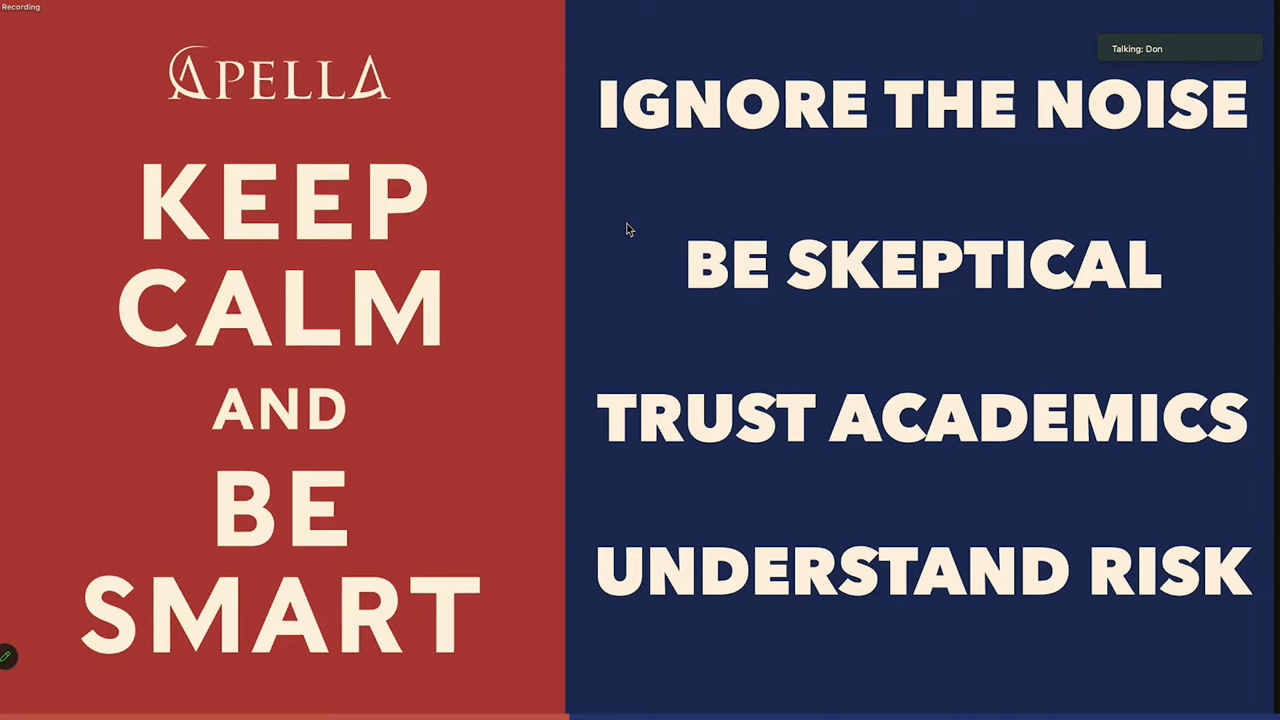 Recording
Talking: Don
APELLA
KEEP
CALM
AND
BE
SMART
IGNORE THE NOISE
BE SKEPTICAL
TRUST ACADEMICS
UNDERSTAND RISK